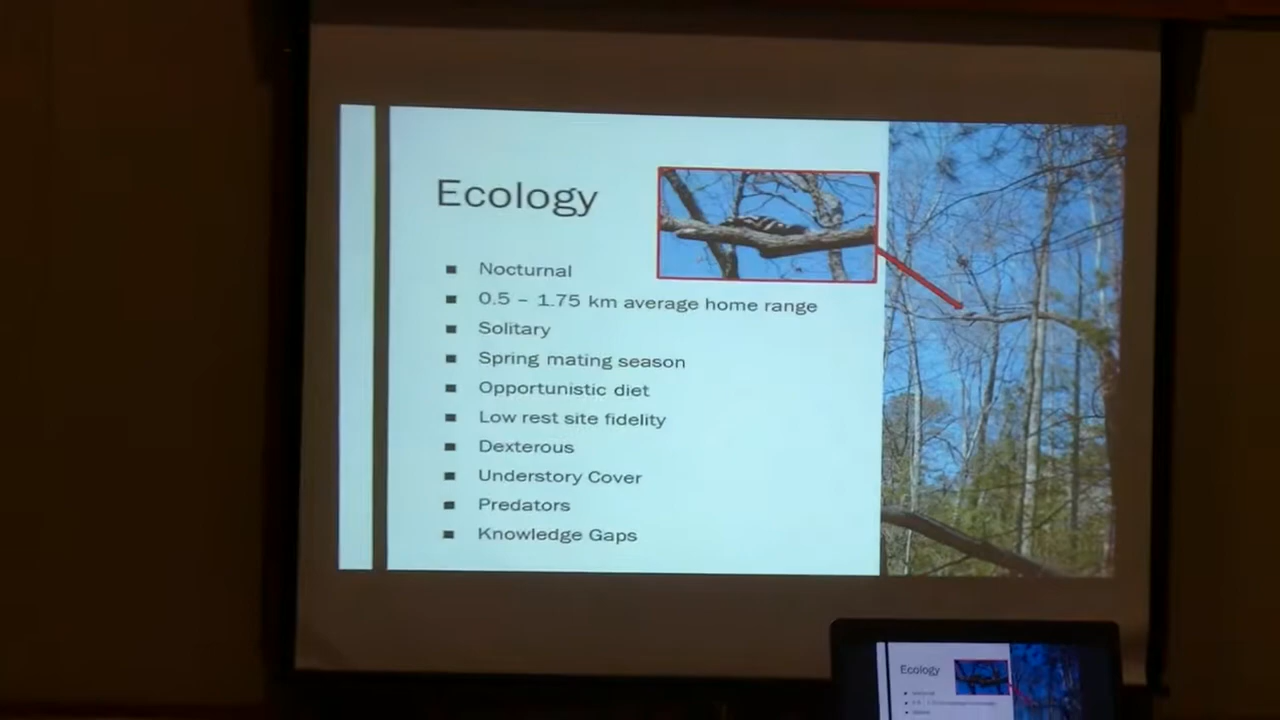 Ecology
Nocturnal
0.5 – 1.75 km average home range
Solitary
Spring mating season
Opportunistic diet
Low rest site fidelity
Dexterous
Understory Cover
Predators
Knowledge Gaps
Ecology